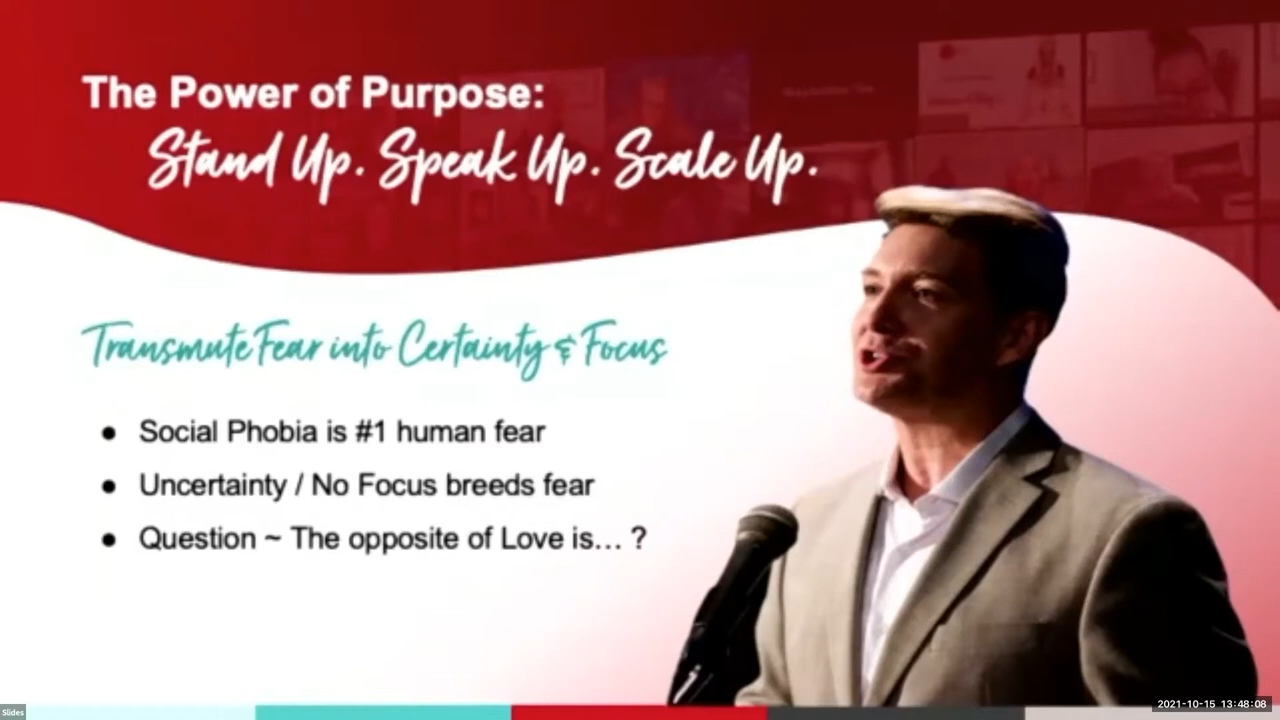 The Power of Purpose:
Stand Up. Speak Up. Scale Up.
Transmute Fear into Certainty & Focus
● Social Phobia is #1 human fear
● Uncertainty / No Focus breeds fear
● Question ~ The opposite of Love is... ?
Slides
2021-10-15 13:48:08